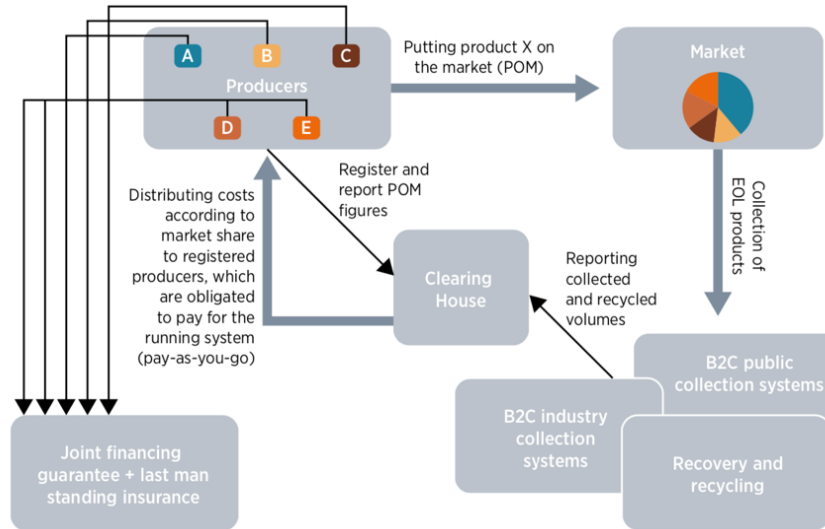 A
B
C
Producers
D
E
Putting product X on
the market (POM)
Market
Collection of
EOL products
Register and
report POM
figures
Distributing costs
according to
market share
to registered
producers, which
are obligated
to pay for the
running system
(pay-as-you-go)
Clearing
House
Reporting
collected
and recycled
volumes
B2C public
collection systems
B2C industry
collection
systems
Recovery and
recycling
Joint financing
guarantee + last man
standing insurance